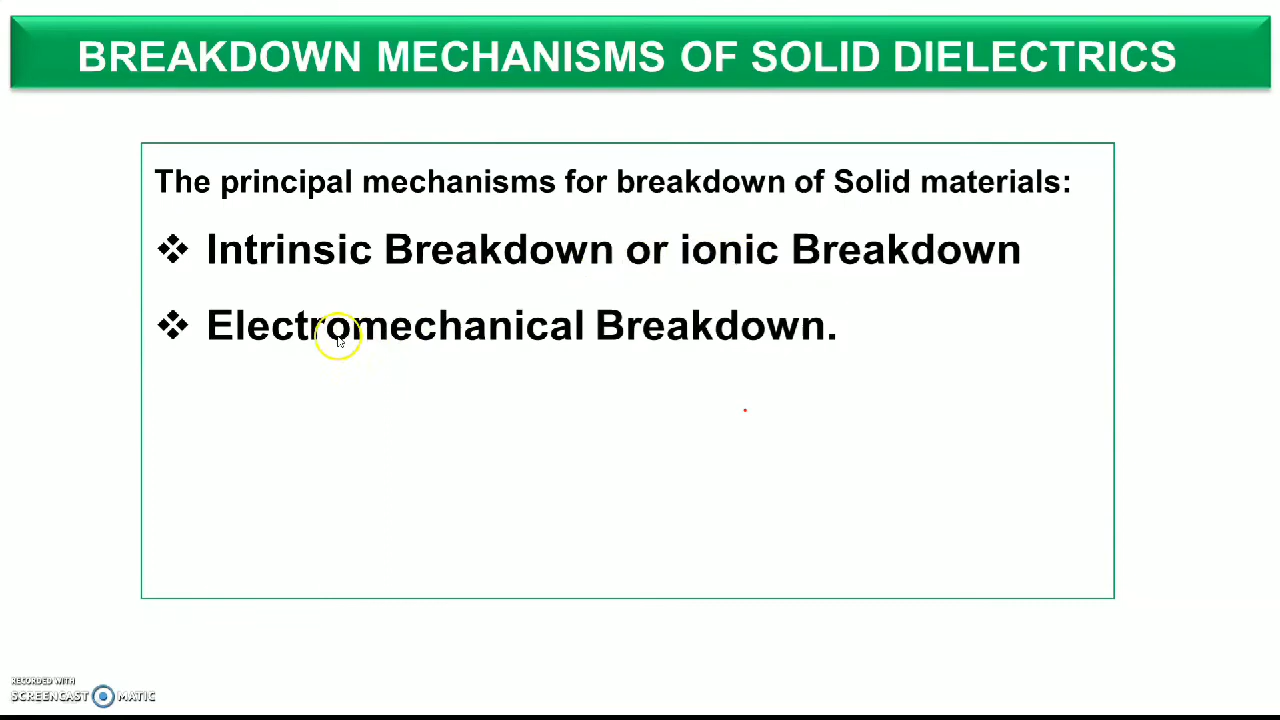 BREAKDOWN MECHANISMS OF SOLID DIELECTRICS
The principal mechanisms for breakdown of Solid materials:
❖ Intrinsic Breakdown or ionic Breakdown
❖ Electromechanical Breakdown.
RECORDED WITH
SCREENCAST MATIC